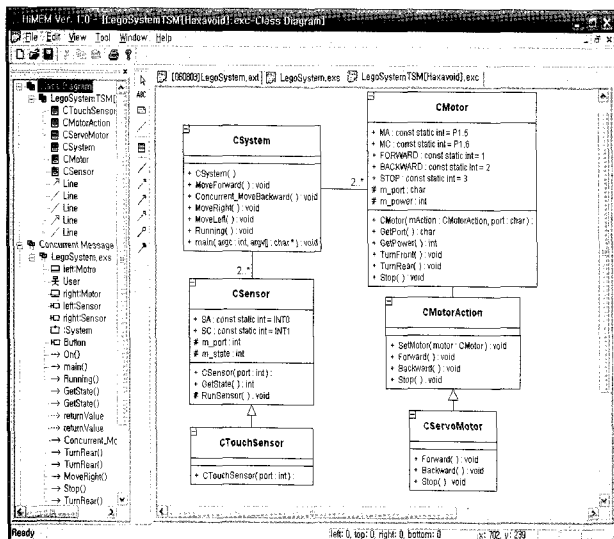 HiMEM Ver. 1.0 - [LegoSystemTSM[Haxavoid].exc-Class Diagram]
File Edit View Tool Window Help
[060803]LegoSystem.ext LegoSystem.exs LegoSystemTSM[Haxavoid].exc
Class Diagram
LegoSystemTSM[
CTouchSensor
CMotorAction
CServoMotor
CSystem
CMotor
CSensor
Line
Line
Line
Line
Line
Concurrent Message
LegoSystem.exs
left:Motro
User
right:Motor
left:Sensor
right:Sensor
:System
Button
On()
main()
Running()
GetState()
GetState()
returnValue
returnValue
Concurrent_Mc
TurnRear()
TurnRear()
MoveRight()
Stop()
TurnRear()
ABC
CSystem
+ CSystem( )
+ MoveForward( ) : void
+ Concurrent_MoveBackward( ) : void
+ MoveRight( ) : void
+ MoveLeft( ) : void
+ Running( ) : void
+ main(argc : int, argv[] : char*) : void
2..*
2..*
CMotor
+ MA : const static int = P1.5
+ MC : const static int = P1.6
+ FORWARD : const static int = 1
+ BACKWARD : const static int = 2
+ STOP : const static int = 3
# m_port : char
# m_power : int
+ CMotor(mAction : CMotorAction, port : char) :
+ GetPort( ) : char
+ GetPower( ) : int
+ TurnFront( ) : void
+ TurnRear( ) : void
+ Stop( ) : void
CSensor
+ SA : const static int = INT0
+ SC : const static int = INT1
# m_port : int
# m_state : int
+ CSensor(port : int) :
+ GetState( ) : int
# RunSensor( ) : void
CMotorAction
+ SetMotor(motor : CMotor) : void
+ Forward( ) : void
+ Backward( ) : void
+ Stop( ) : void
CTouchSensor
+ CTouchSensor(port : int) :
CServoMotor
+ Forward( ) : void
+ Backward( ) : void
+ Stop( ) : void
Ready
left: 0, top: 0, right: 0, bottom: 0 x: 702, y: 239